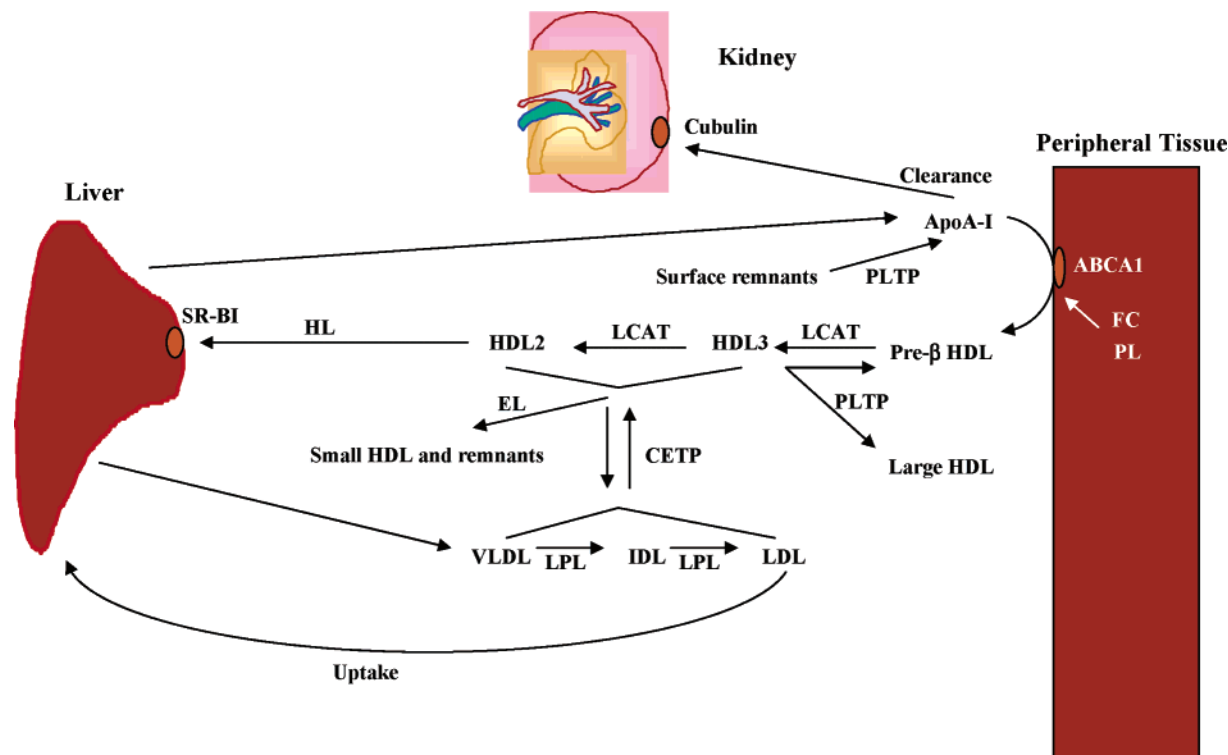 Kidney
Cubulin
Peripheral Tissue
Clearance
Liver
ApoA-I
Surface remnants
PLTP
ABCA1
SR-BI
HL
HDL2
LCAT
HDL3
LCAT
Pre-β HDL
FC
PL
EL
PLTP
Small HDL and remnants
CETP
Large HDL
VLDL
LPL
IDL
LPL
LDL
Uptake